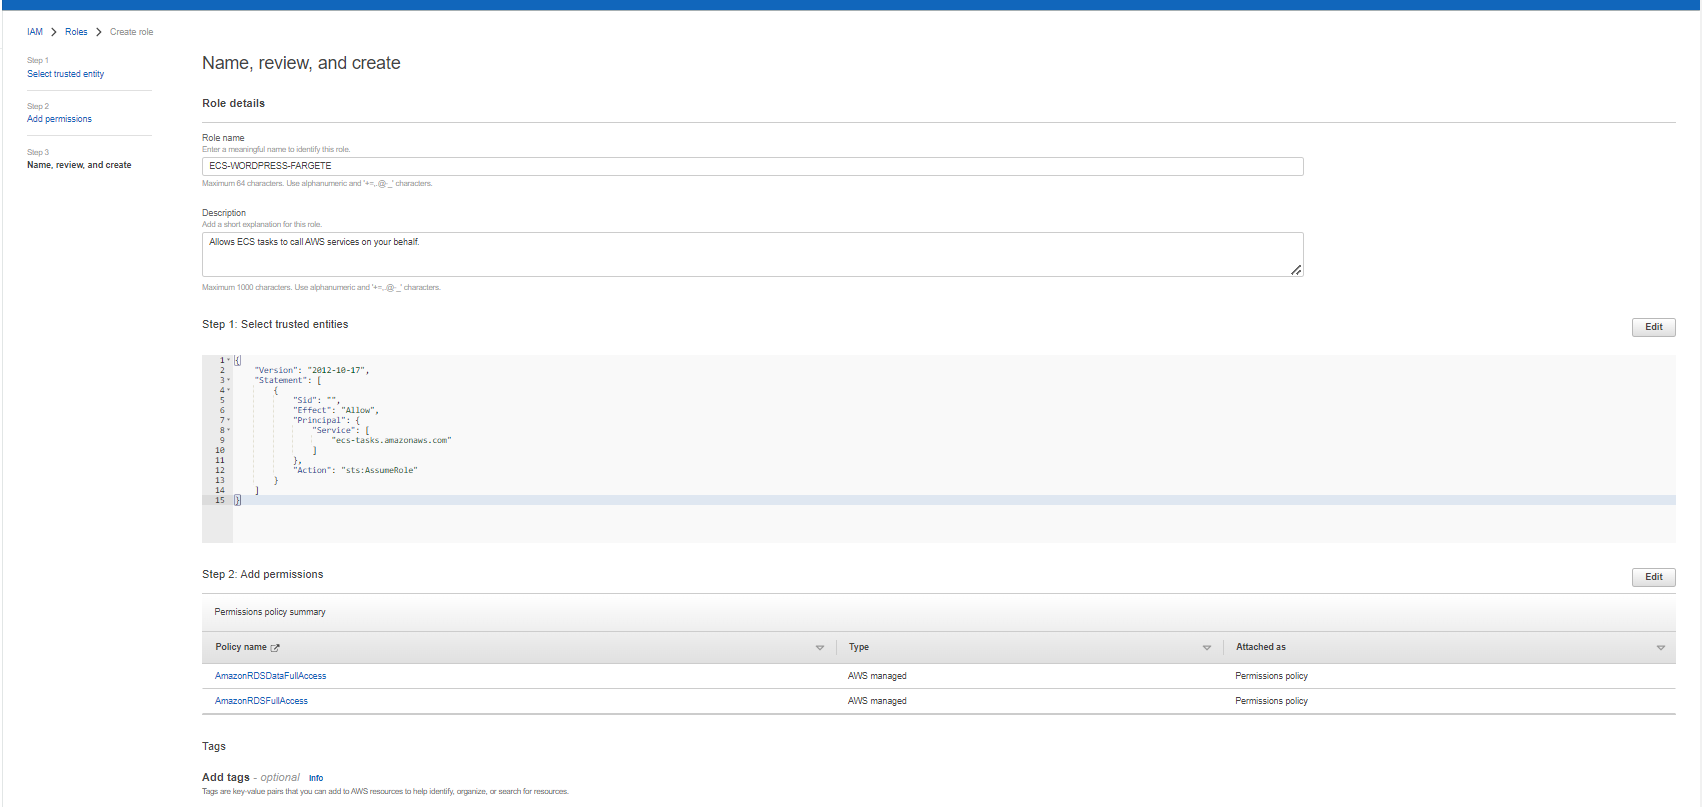 IAM > Roles > Create role
Step 1
Select trusted entity
Step 2
Add permissions
Step 3
Name, review, and create
Name, review, and create
Role details
Role name
Enter a meaningful name to identify this role.
ECS-WORDPRESS-FARGETE
Maximum 64 characters. Use alphanumeric and '+=,.@-_' characters.
Description
Add a short explanation for this role.
Allows ECS tasks to call AWS services on your behalf.
Maximum 1000 characters. Use alphanumeric and '+=,.@-_' characters.
Step 1: Select trusted entities
Edit
1 {
2 "Version": "2012-10-17",
3 "Statement": [
4 {
5 "Sid": "",
6 "Effect": "Allow",
7 "Principal": {
8 "Service": [
9 "ecs-tasks.amazonaws.com"
10 ]
11 },
12 "Action": "sts:AssumeRole"
13 }
14 ]
15 }
Step 2: Add permissions
Edit
Permissions policy summary
Policy name Type Attached as
AmazonRDSDataFullAccess AWS managed Permissions policy
AmazonRDSFullAccess AWS managed Permissions policy
Tags
Add tags - optional Info
Tags are key-value pairs that you can add to AWS resources to help identify, organize, or search for resources.